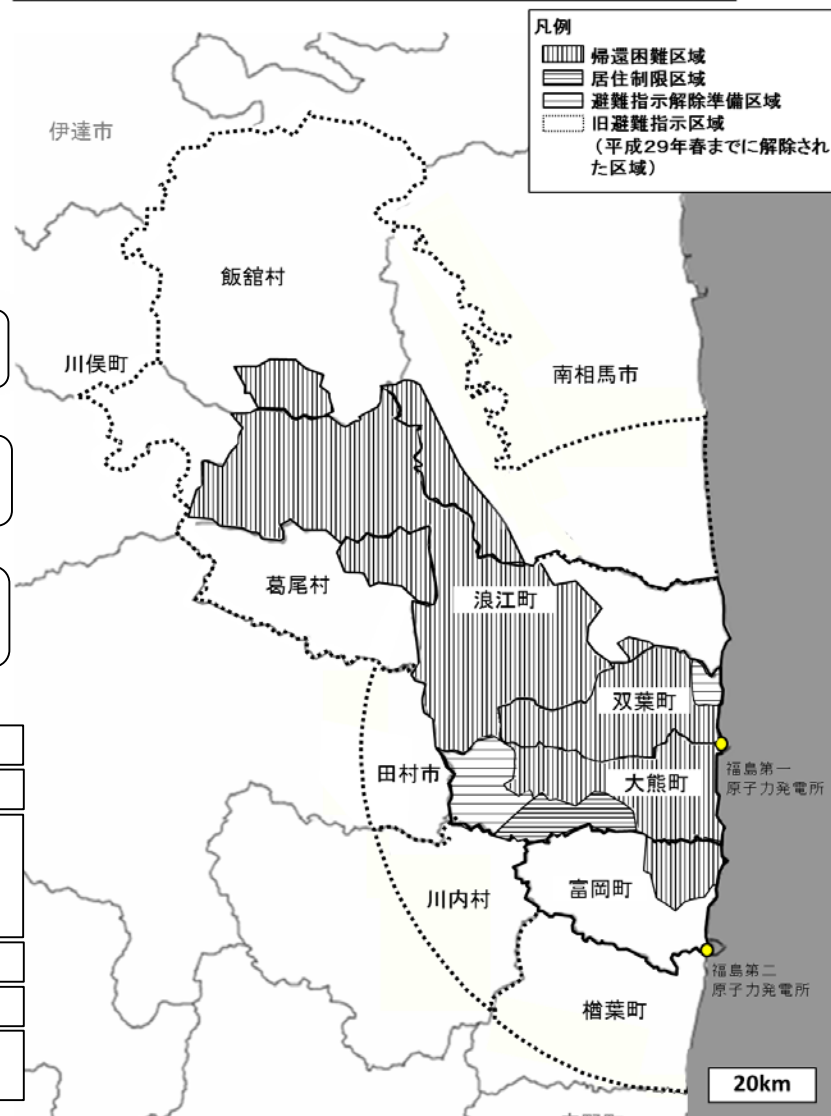 凡例
帰還困難区域
居住制限区域
避難指示解除準備区域
旧避難指示区域
(平成29年春までに解除され
た区域)
伊達市
飯舘村
川俣町
南相馬市
葛尾村
浪江町
双葉町
福島第一
原子力発電所
田村市
大熊町
川内村
富岡町
福島第二
原子力発電所
楢葉町
20km